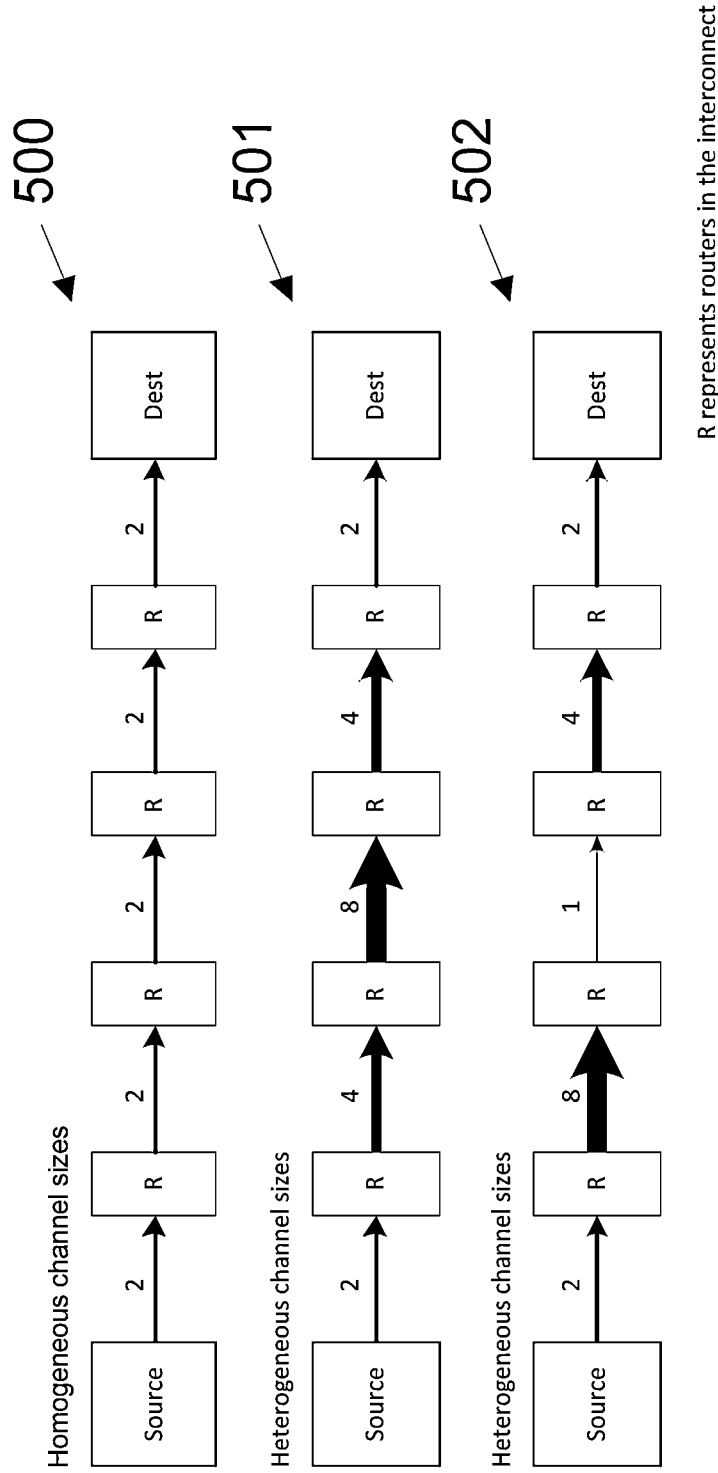 Homogeneous channel sizes
500
Source
2
R
2
R
2
R
2
R
2
Dest
Heterogeneous channel sizes
501
Source
2
R
4
R
8
R
4
R
2
Dest
Heterogeneous channel sizes
502
Source
2
R
8
R
1
R
4
R
2
Dest
R represents routers in the interconnect